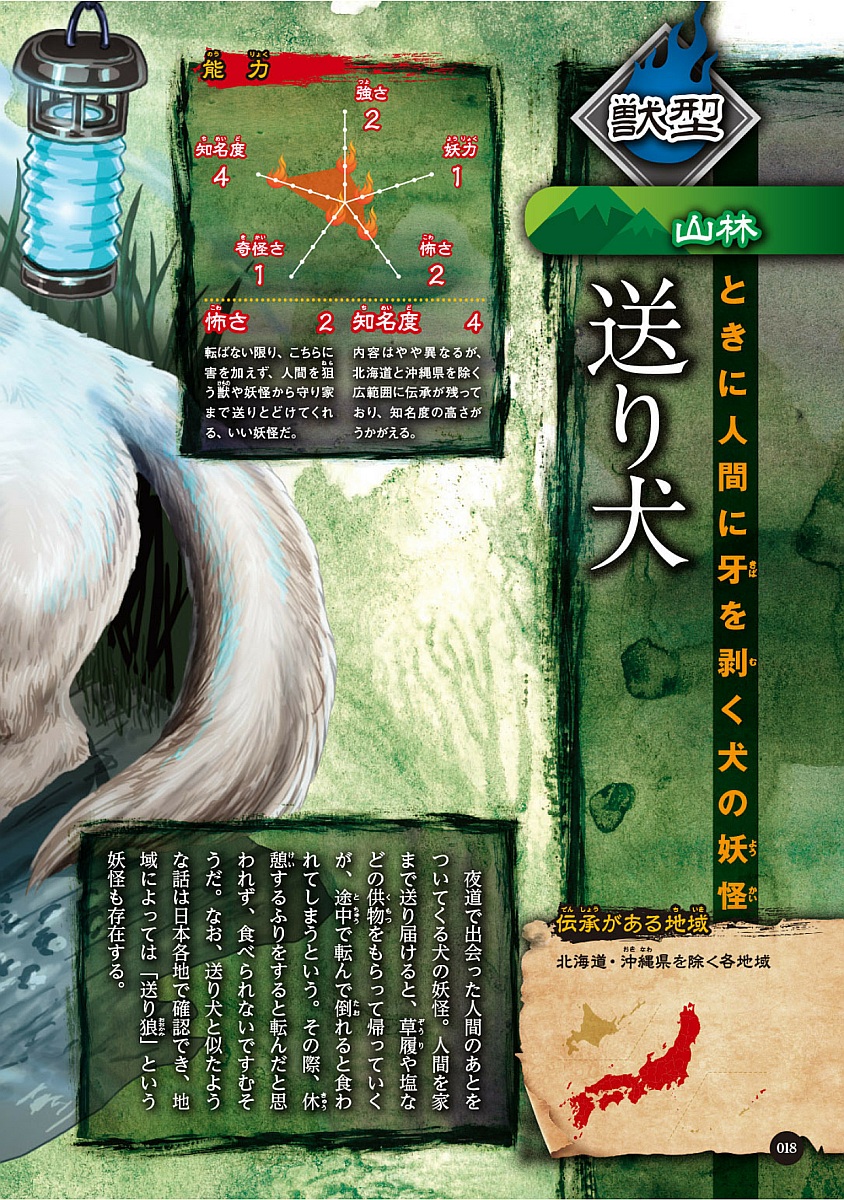 獣型
山林
ときに人間に牙を剥く犬の妖怪
送り犬
能力
強さ
2
妖力
1
怖さ
2
奇怪さ
1
知名度
4
怖さ 2
転ばない限り、こちらに
害を加えず、人間を狙
う獣や妖怪から守り家
まで送りとどけてくれ
る、いい妖怪だ。
知名度 4
内容はやや異なるが、
北海道と沖縄県を除く
広範囲に伝承が残って
おり、知名度の高さが
うかがえる。
夜道で出会った人間のあとを
ついてくる犬の妖怪。人間を家
まで送り届けると、草履や塩な
どの供物をもらって帰っていく
が、途中で転んで倒れると食わ
れてしまうという。その際、休
憩するふりをすると転んだと思
われず、食べられないですむそ
うだ。なお、送り犬と似たよう
な話は日本各地で確認でき、地
域によっては「送り狼」という
妖怪も存在する。
伝承がある地域
北海道・沖縄県を除く各地域
018